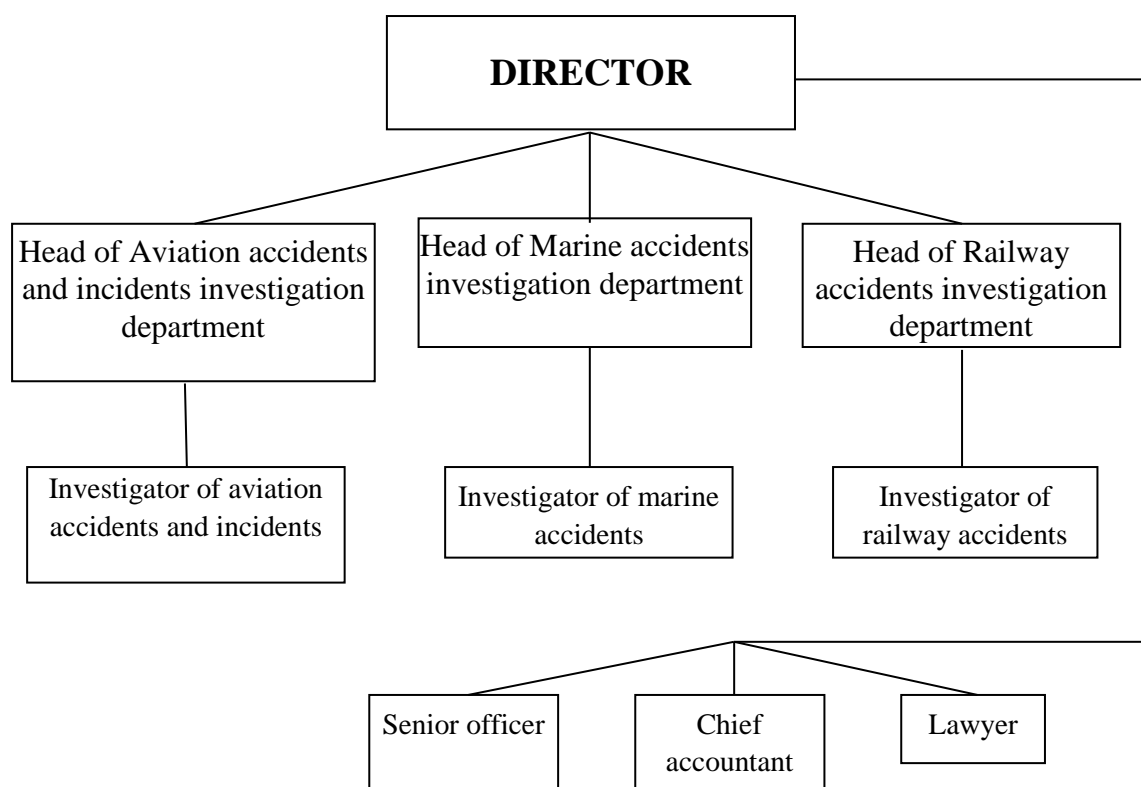 DIRECTOR
Head of Aviation accidents
and incidents investigation
department
Head of Marine accidents
investigation department
Head of Railway
accidents investigation
department
Investigator of aviation
accidents and incidents
Investigator of marine
accidents
Investigator of
railway accidents
Senior officer
Chief
accountant
Lawyer